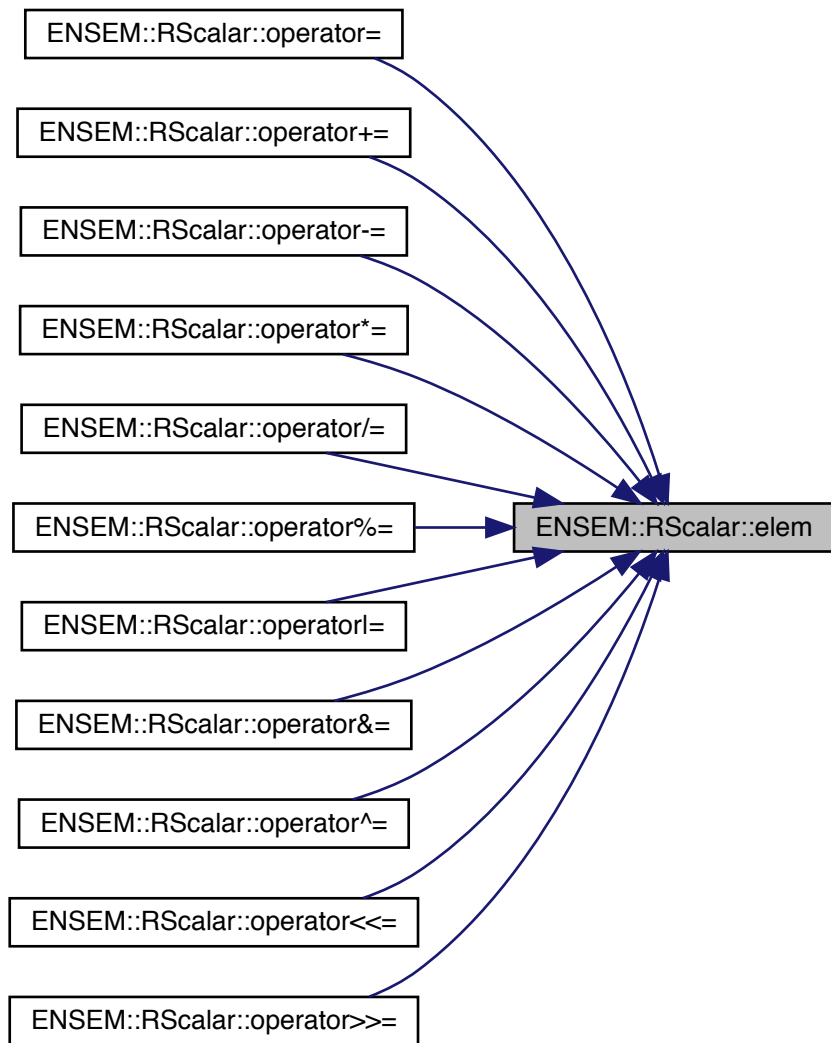 ENSEM::RScalar::operator=
ENSEM::RScalar::operator+=
ENSEM::RScalar::operator-=
ENSEM::RScalar::operator*=
ENSEM::RScalar::operator/=
ENSEM::RScalar::operator%=
ENSEM::RScalar::elem
ENSEM::RScalar::operator|=
ENSEM::RScalar::operator&=
ENSEM::RScalar::operator^=
ENSEM::RScalar::operator<<=
ENSEM::RScalar::operator>>=